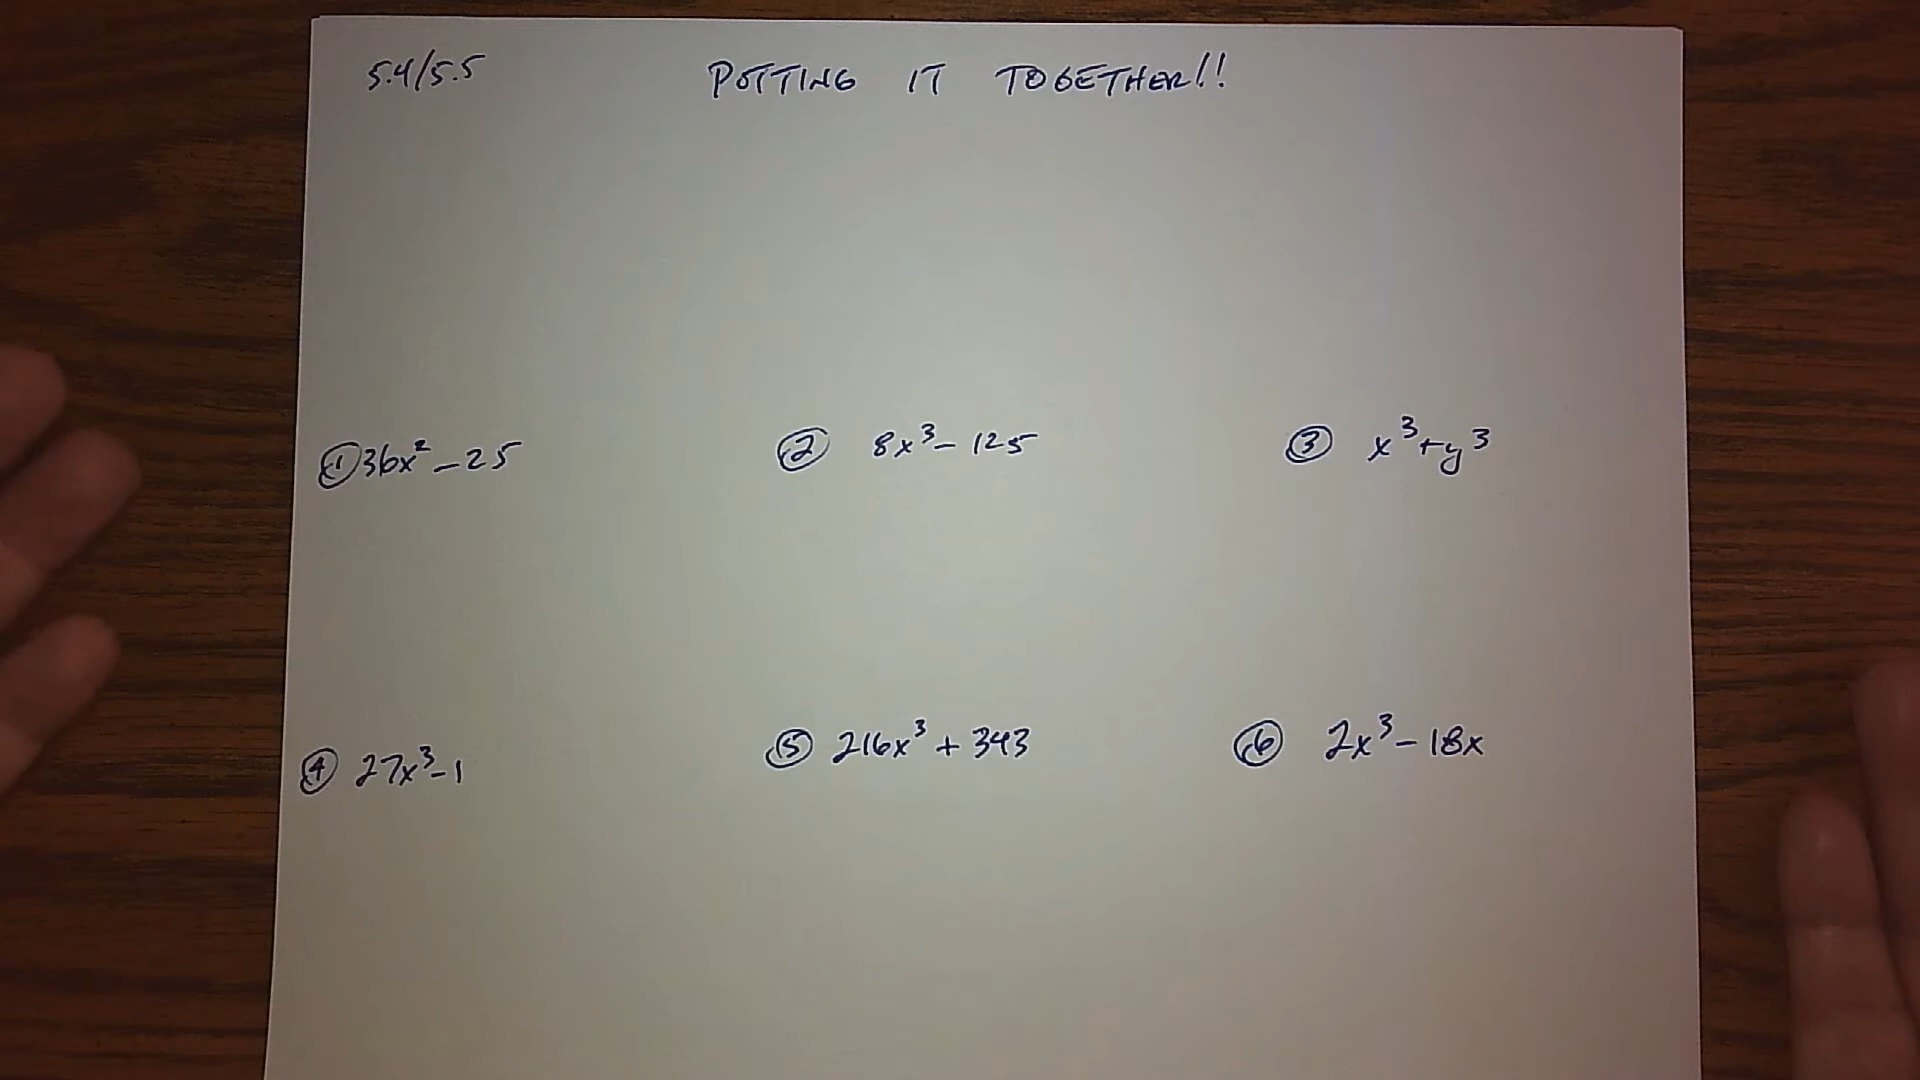 5.4/5.5 PUTTING IT TOGETHER!!
① 36x² - 25 ② 8x³ - 125 ③ x³ + y³
④ 27x³ - 1 ⑤ 216x³ + 343 ⑥ 2x³ - 18x